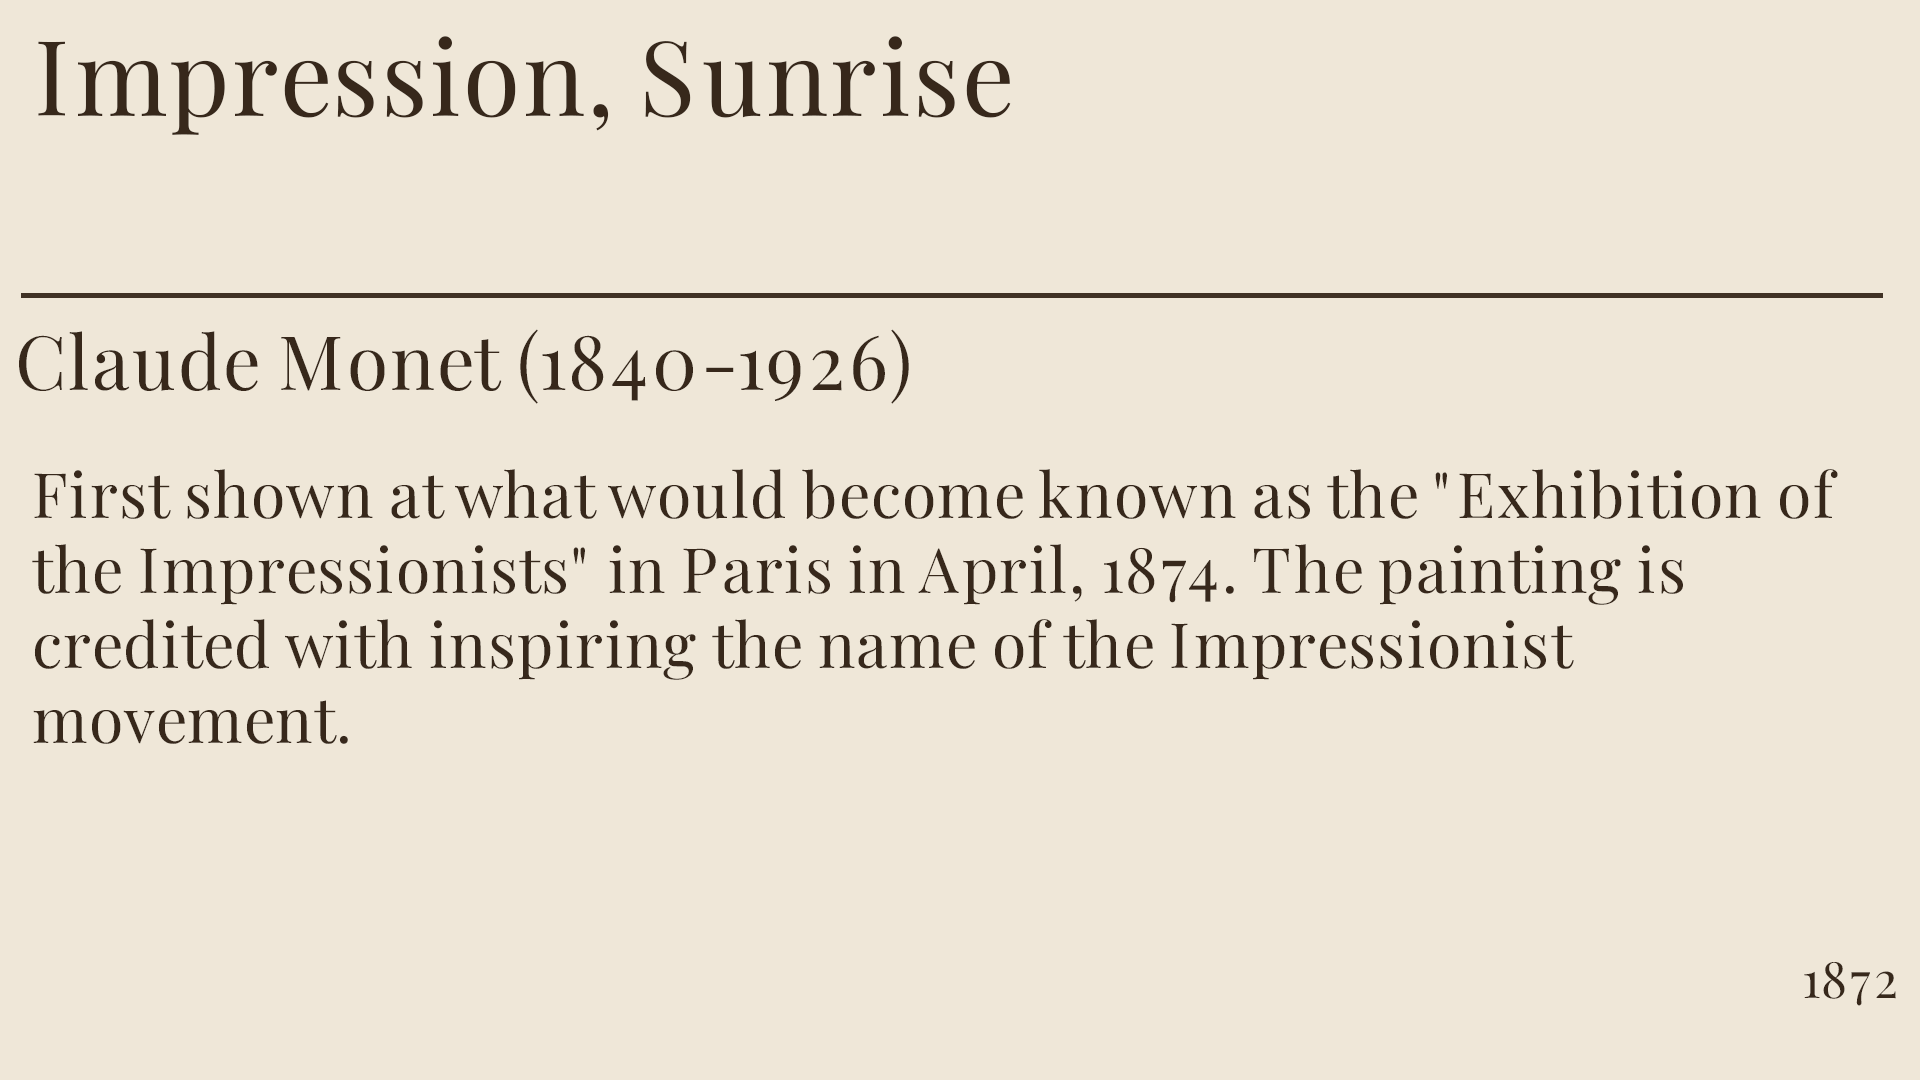 Impression, Sunrise
Claude Monet (1840-1926)
First shown at what would become known as the "Exhibition of
the Impressionists" in Paris in April, 1874. The painting is
credited with inspiring the name of the Impressionist
movement.
1872